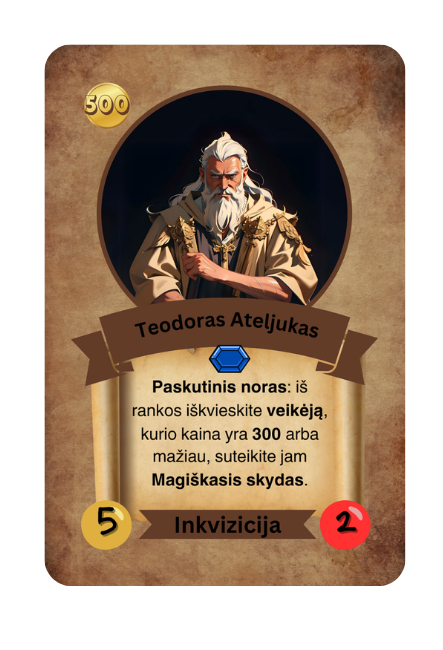 500
Teodoras Ateljukas
Paskutinis noras: iš
rankos iškvieskite veikėją,
kurio kaina yra 300 arba
mažiau, suteikite jam
Magiškasis skydas.
5
Inkvizicija
2